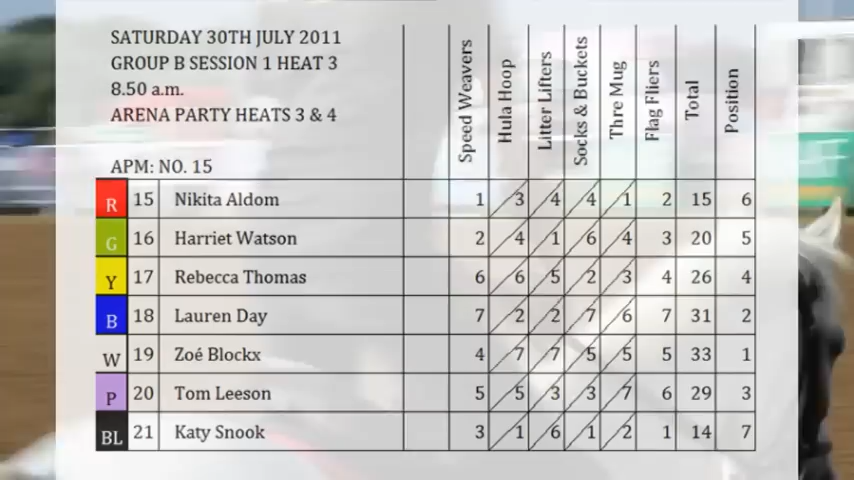 SATURDAY 30TH JULY 2011
GROUP B SESSION 1 HEAT 3
8.50 a.m.
ARENA PARTY HEATS 3 & 4
APM: NO. 15
Speed Weavers Hula Hoop Litter Lifters Socks & Buckets Thre Mug Flag Fliers Total Position
R 15 Nikita Aldom 1 3 4 4 1 2 15 6
G 16 Harriet Watson 2 4 1 6 4 3 20 5
Y 17 Rebecca Thomas 6 6 5 2 3 4 26 4
B 18 Lauren Day 7 2 2 7 6 7 31 2
W 19 Zoé Blockx 4 7 7 5 5 5 33 1
P 20 Tom Leeson 5 5 3 3 7 6 29 3
BL 21 Katy Snook 3 1 6 1 2 1 14 7